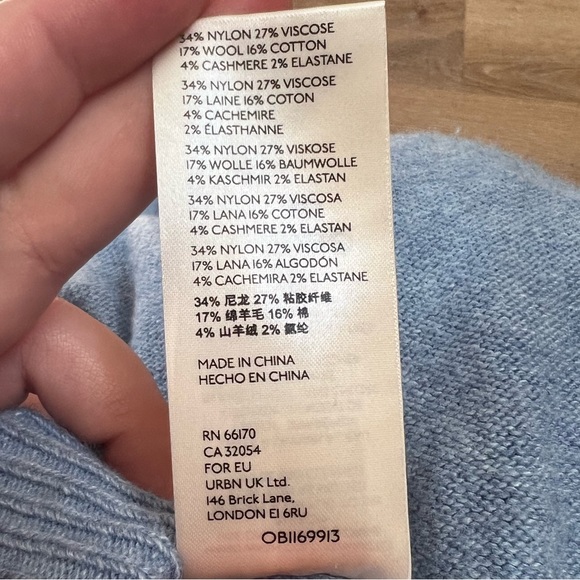 34% NYLON 27% VISCOSE
17% WOOL 16% COTTON
4% CASHMERE 2% ELASTANE
34% NYLON 27% VISCOSE
17% LAINE 16% COTON
4% CACHEMIRE
2% ÉLASTHANNE
34% NYLON 27% VISKOSE
17% WOLLE 16% BAUMWOLLE
4% KASCHMIR 2% ELASTAN
34% NYLON 27% VISCOSA
17% LANA 16% COTONE
4% CASHMERE 2% ELASTAN
34% NYLON 27% VISCOSA
17% LANA 16% ALGODÓN
4% CACHEMIRA 2% ELASTANE
34% 尼龙 27% 粘胶纤维
17% 绵羊毛 16% 棉
4% 山羊绒 2% 氨纶
MADE IN CHINA
HECHO EN CHINA
RN 66170
CA 32054
FOR EU
URBN UK Ltd.
146 Brick Lane,
LONDON E1 6RU
OB1169913